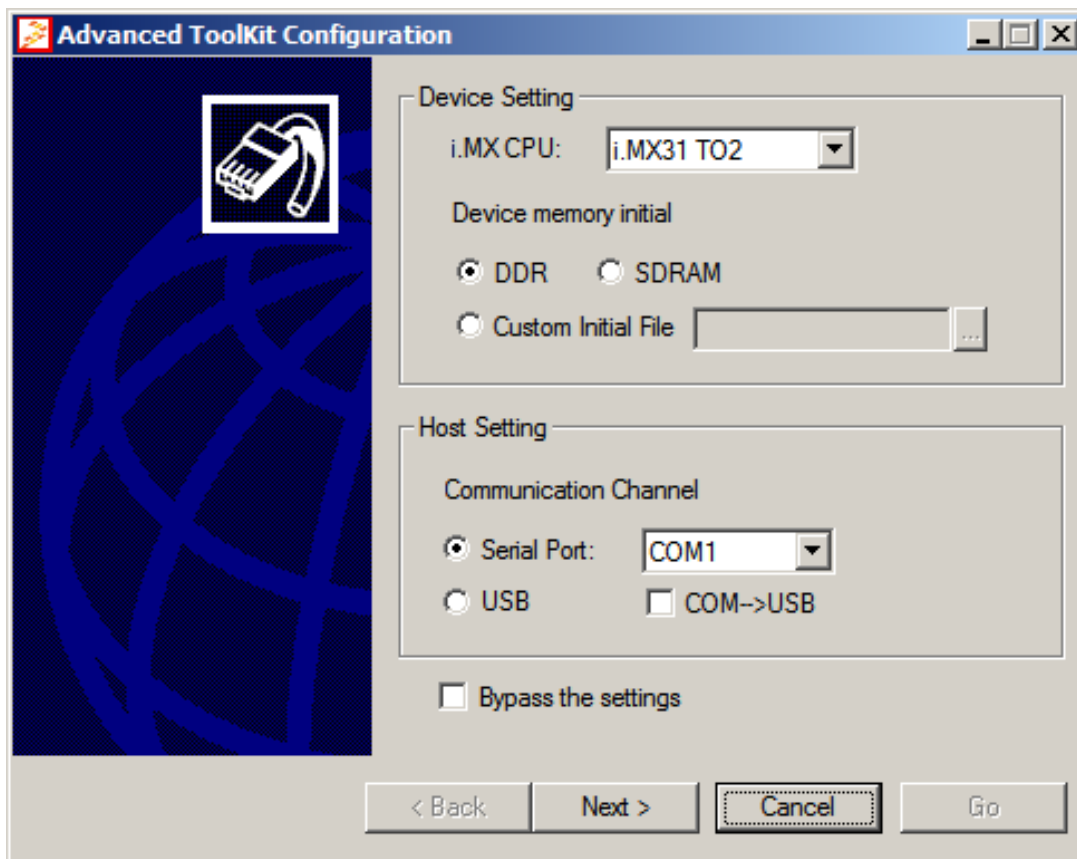 Advanced ToolKit Configuration
Device Setting
i.MX CPU: i.MX31 TO2
Device memory initial
DDR SDRAM
Custom Initial File ...
Host Setting
Communication Channel
Serial Port: COM1
USB COM-->USB
Bypass the settings
< Back Next > Cancel Go